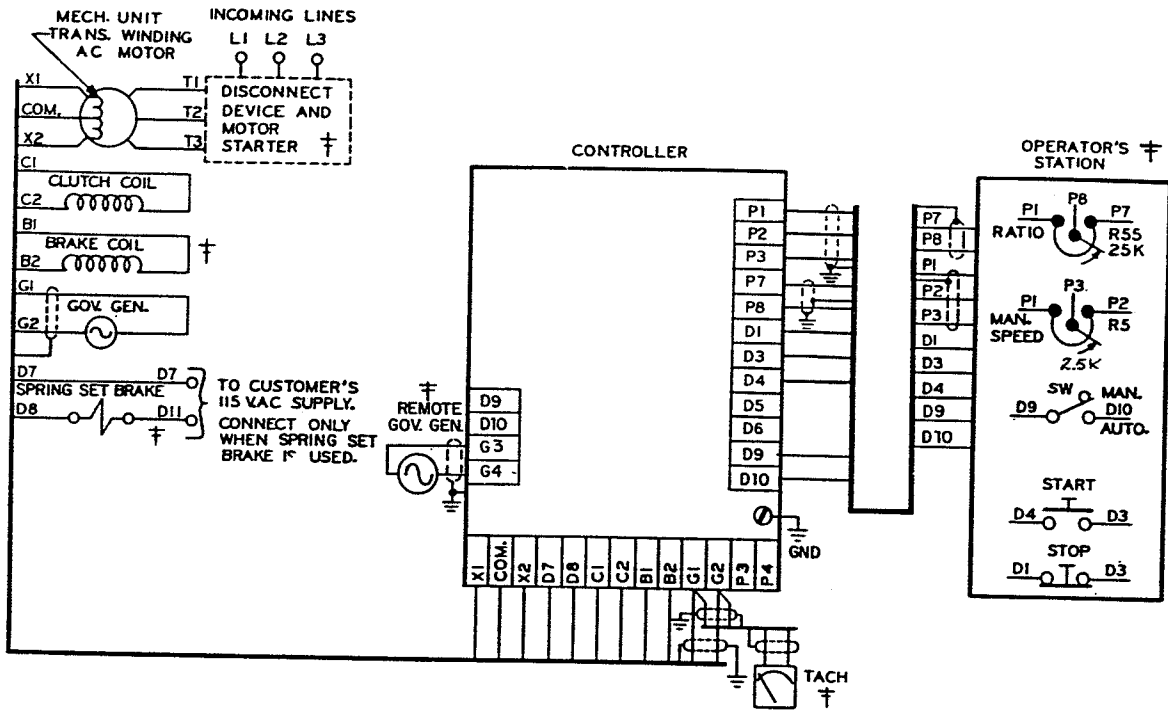 MECH. UNIT
TRANS. WINDING
AC MOTOR
INCOMING LINES
L1 L2 L3
X1
COM.
X2
T1
T2
T3
DISCONNECT
DEVICE AND
MOTOR
STARTER ‡
C1
CLUTCH COIL
C2
B1
BRAKE COIL ‡
B2
G1
GOV. GEN.
G2
D7 D7
SPRING SET BRAKE
D8 D11
‡
TO CUSTOMER'S
115 V.AC SUPPLY.
CONNECT ONLY
WHEN SPRING SET
BRAKE IS USED.
CONTROLLER
‡
REMOTE
GOV. GEN.
D9
D10
G3
G4
P1
P2
P3
P7
P8
D1
D3
D4
D5
D6
D9
D10
GND
X1 COM. X2 D7 D8 C1 C2 B1 B2 G1 G2 P3 P4
TACH
‡
P7
P8
P1
P2
P3
D1
D3
D4
D9
D10
OPERATOR'S ‡
STATION
P8
P1 P7
RATIO R55
25K
P3.
P1 P2
MAN. R5
SPEED
2.5K
SW MAN.
D9 D10
AUTO.
START
D4 D3
STOP
D1 D3